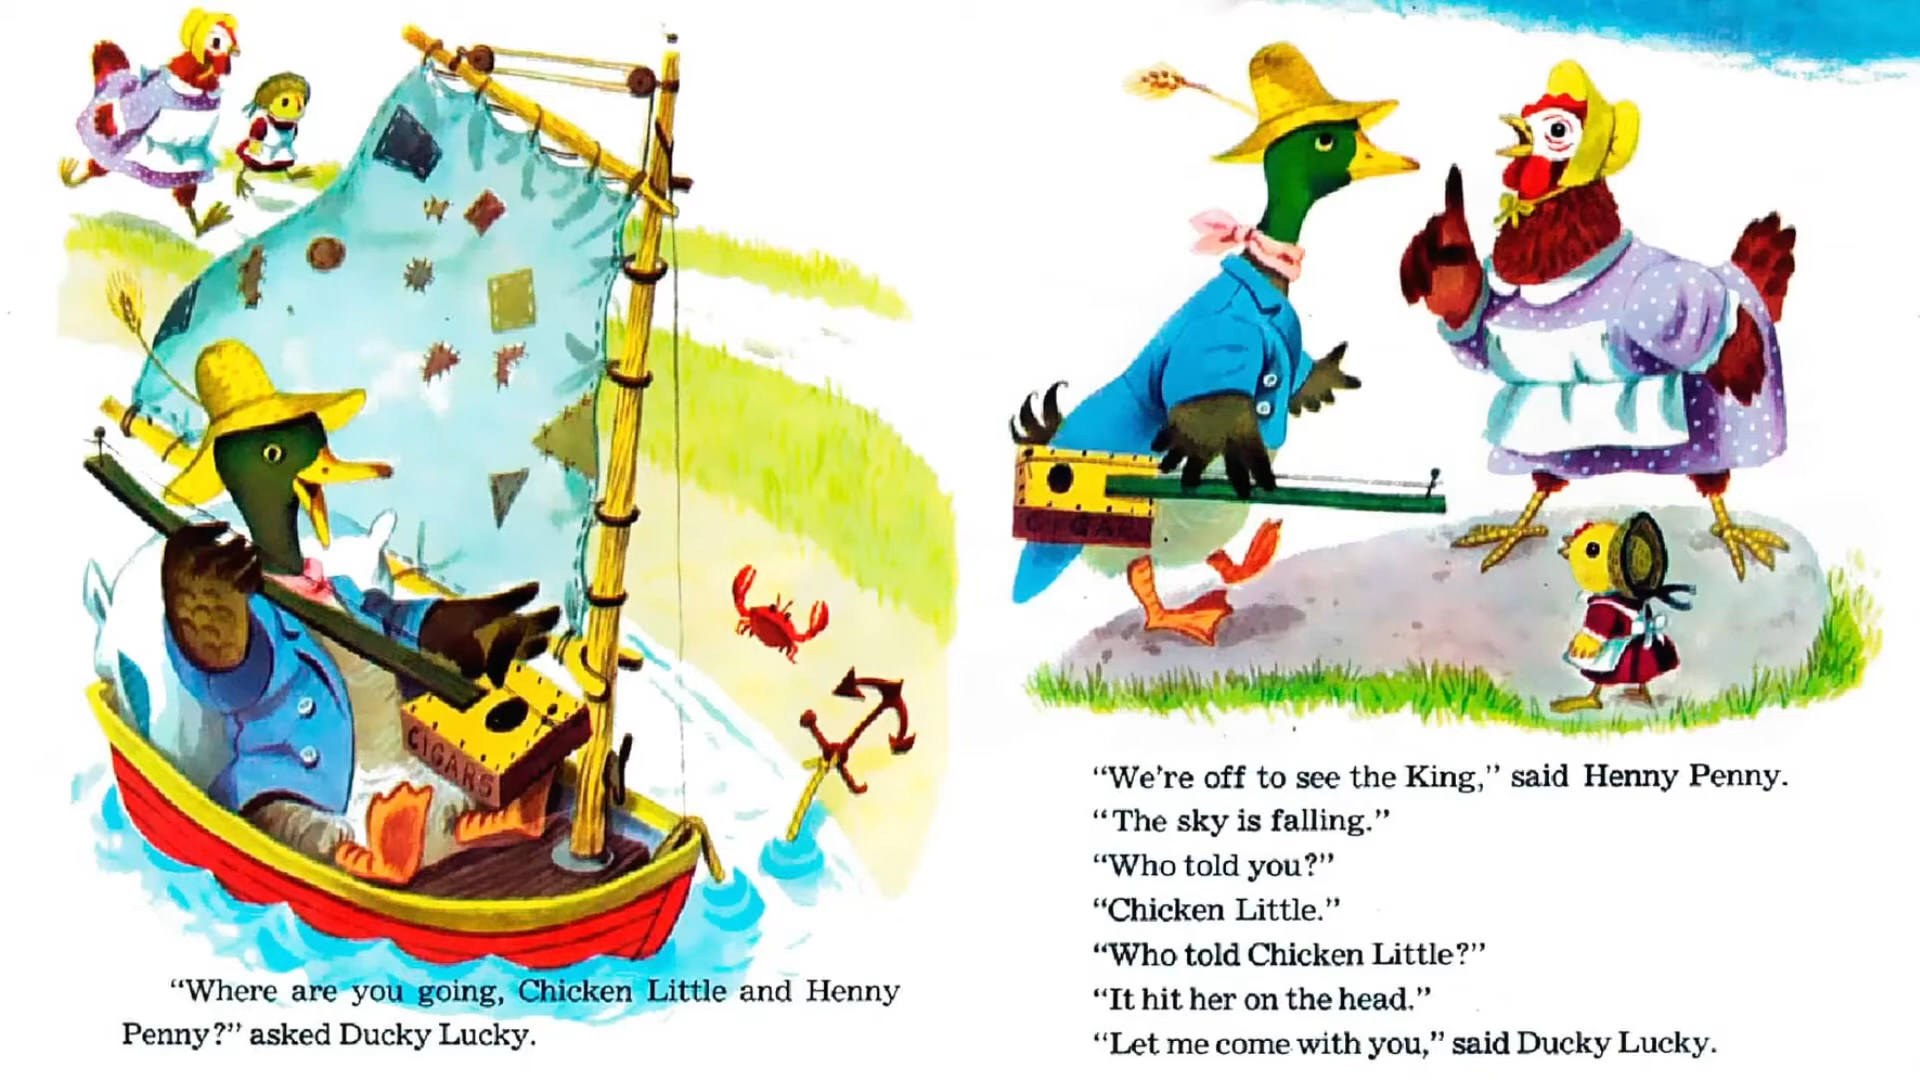 CIGARS
“Where are you going, Chicken Little and Henny
Penny?” asked Ducky Lucky.
CIGAR
“We’re off to see the King,” said Henny Penny.
“The sky is falling.”
“Who told you?”
“Chicken Little.”
“Who told Chicken Little?”
“It hit her on the head.”
“Let me come with you,” said Ducky Lucky.